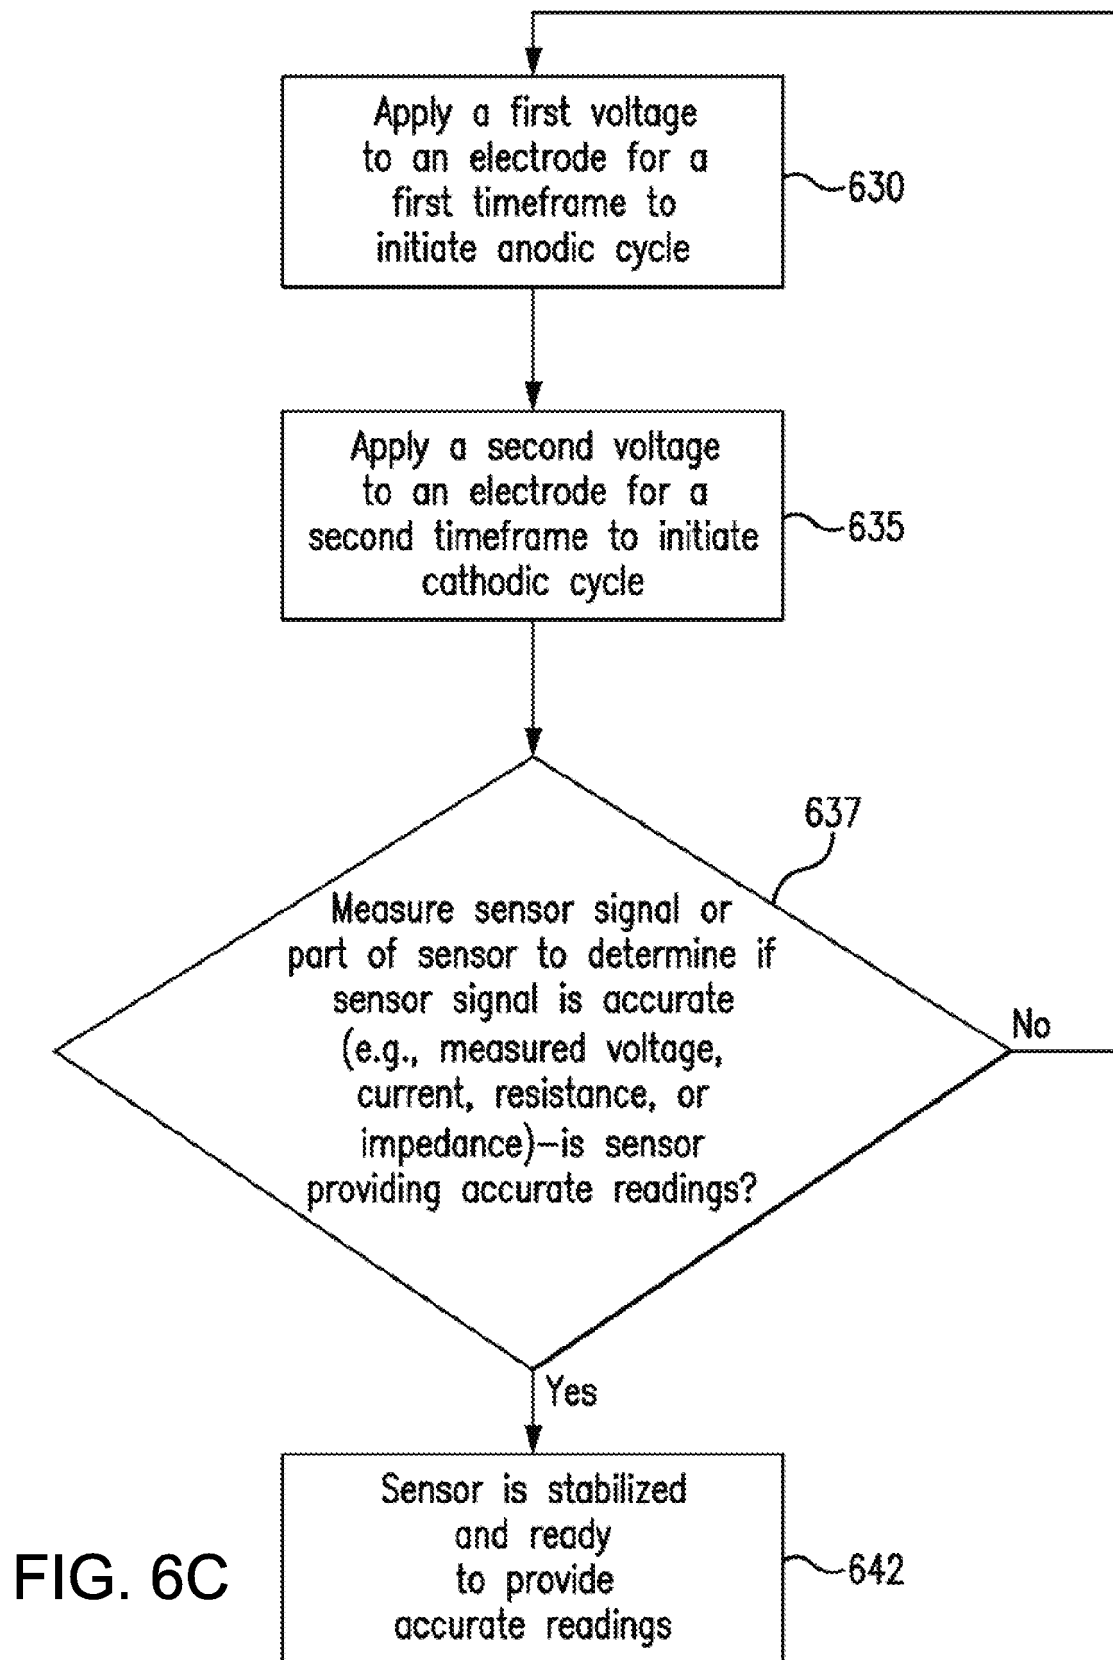 Apply a first voltage
to an electrode for a
first timeframe to
initiate anodic cycle
630
Apply a second voltage
to an electrode for a
second timeframe to initiate
cathodic cycle
635
637
Measure sensor signal or
part of sensor to determine if
sensor signal is accurate
(e.g., measured voltage,
current, resistance, or
impedance)–is sensor
providing accurate readings?
No
Yes
Sensor is stabilized
and ready
to provide
accurate readings
642
FIG. 6C